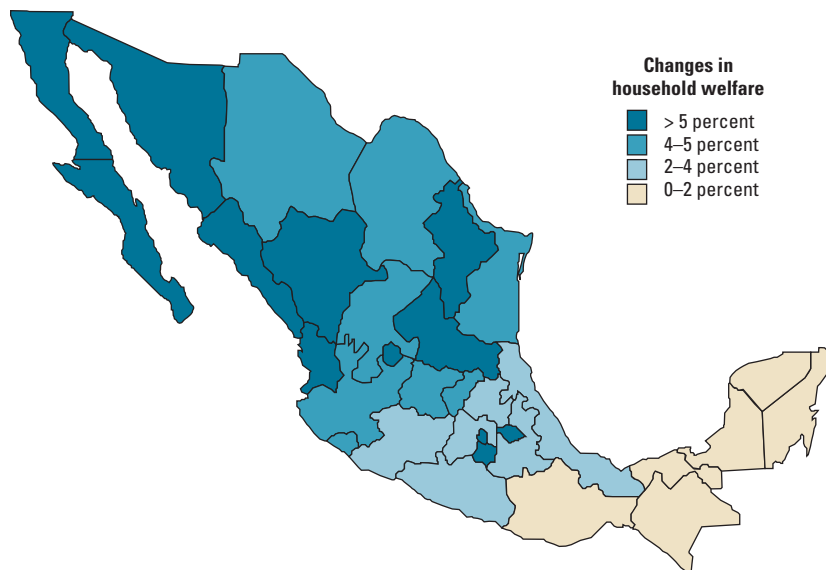 Changes in
household welfare
> 5 percent
4–5 percent
2–4 percent
0–2 percent